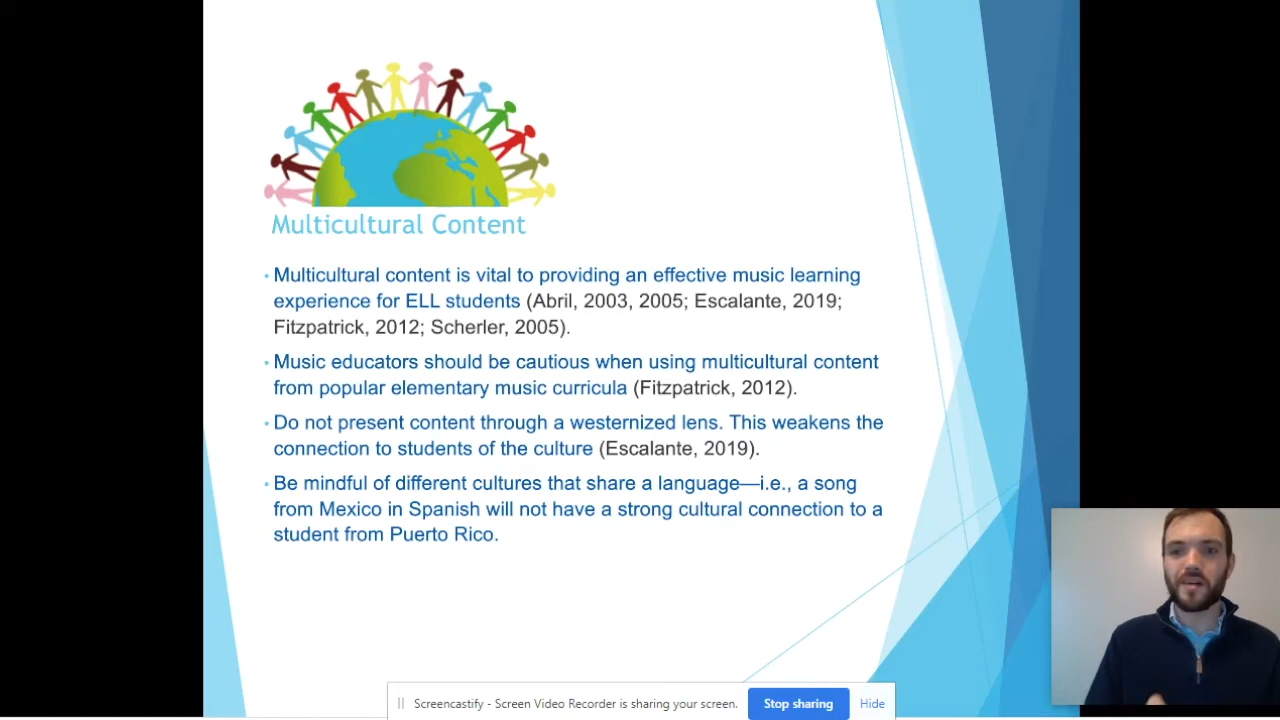 Multicultural Content
• Multicultural content is vital to providing an effective music learning
experience for ELL students (Abril, 2003, 2005; Escalante, 2019;
Fitzpatrick, 2012; Scherler, 2005).
• Music educators should be cautious when using multicultural content
from popular elementary music curricula (Fitzpatrick, 2012).
• Do not present content through a westernized lens. This weakens the
connection to students of the culture (Escalante, 2019).
• Be mindful of different cultures that share a language—i.e., a song
from Mexico in Spanish will not have a strong cultural connection to a
student from Puerto Rico.
Screencastify - Screen Video Recorder is sharing your screen. Stop sharing Hide